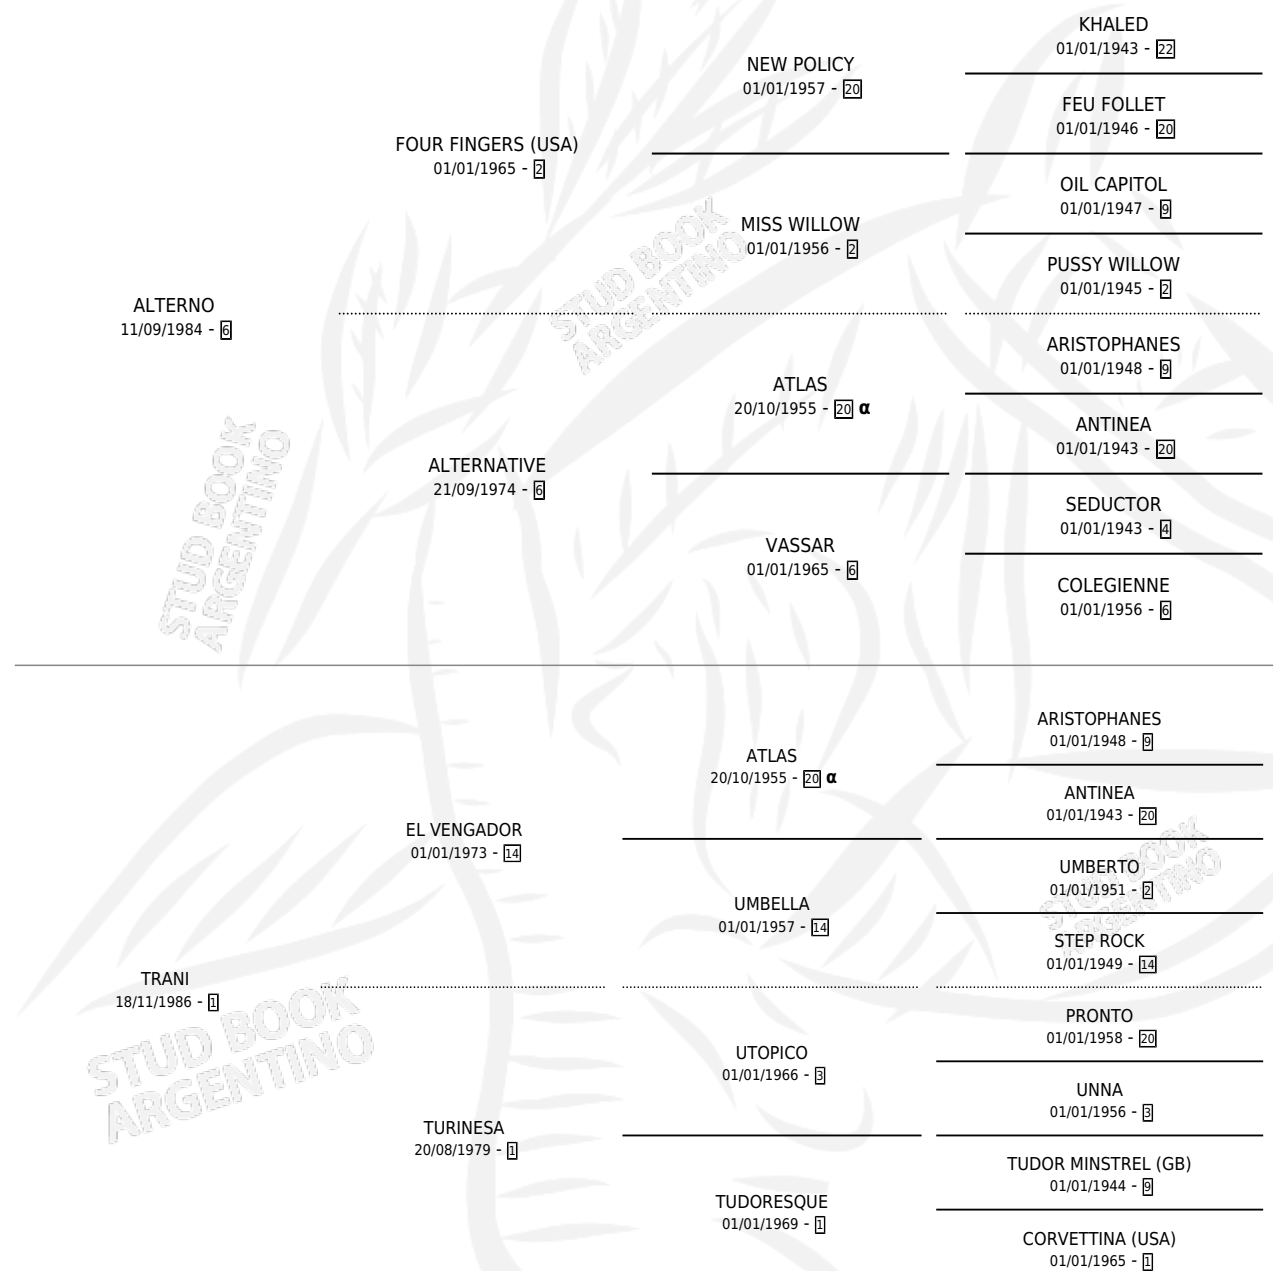 KHALED
01/01/1943 - 22
NEW POLICY
01/01/1957 - 20
FEU FOLLET
01/01/1946 - 20
FOUR FINGERS (USA)
01/01/1965 - 2
OIL CAPITOL
01/01/1947 - 9
MISS WILLOW
01/01/1956 - 2
PUSSY WILLOW
01/01/1945 - 2
STUD BOOK
ARGENTINO
ALTERNO
11/09/1984 - 6
ARISTOPHANES
01/01/1948 - 9
ATLAS
20/10/1955 - 20 α
ANTINEA
01/01/1943 - 20
ALTERNATIVE
21/09/1974 - 6
SEDUCTOR
01/01/1943 - 4
VASSAR
01/01/1965 - 6
COLEGIENNE
01/01/1956 - 6
STUD BOOK
ARGENTINO
ARISTOPHANES
01/01/1948 - 9
ATLAS
20/10/1955 - 20 α
ANTINEA
01/01/1943 - 20
EL VENGADOR
01/01/1973 - 14
UMBERTO
01/01/1951 - 2
UMBELLA
01/01/1957 - 14
STEP ROCK
01/01/1949 - 14
STUD BOOK
ARGENTINO
TRANI
18/11/1986 - 1
PRONTO
01/01/1958 - 20
UTOPICO
01/01/1966 - 3
UNNA
01/01/1956 - 3
STUD BOOK
ARGENTINO
TURINESA
20/08/1979 - 1
TUDOR MINSTREL (GB)
01/01/1944 - 9
TUDORESQUE
01/01/1969 - 1
CORVETTINA (USA)
01/01/1965 - 1